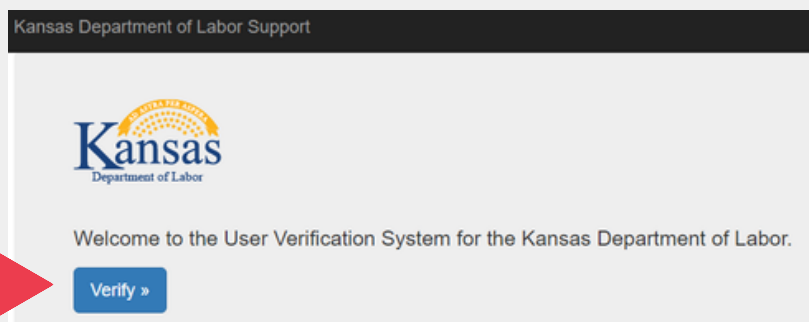 Kansas Department of Labor Support
AD ASTRA PER ASPERA
Kansas
Department of Labor
Welcome to the User Verification System for the Kansas Department of Labor.
Verify »